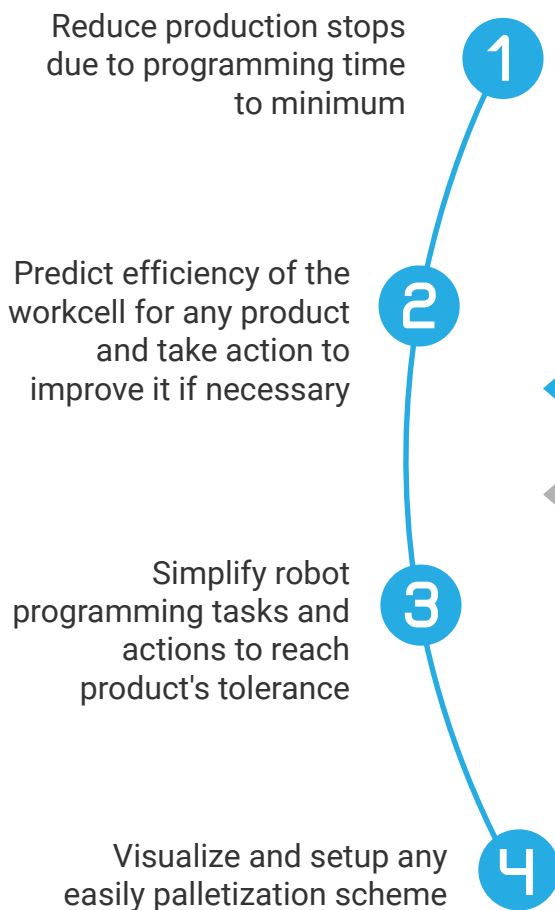 Reduce production stops
due to programming time
to minimum
1
Predict efficiency of the
workcell for any product
and take action to
improve it if necessary
2
Simplify robot
programming tasks and
actions to reach
product's tolerance
3
Visualize and setup any
easily palletization scheme
4